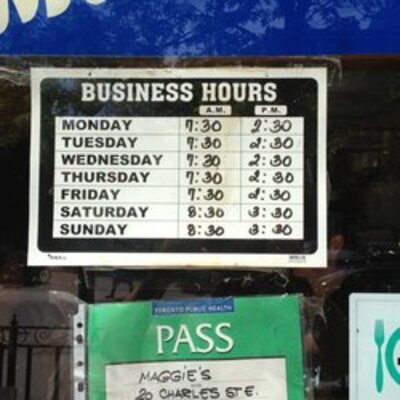 BUSINESS HOURS
A.M. P.M.
MONDAY 7:30 2:30
TUESDAY 7:30 2:30
WEDNESDAY 7:30 2:30
THURSDAY 7:30 2:30
FRIDAY 7:30 2:30
SATURDAY 8:30 3:30
SUNDAY 8:30 3:30
TORONTO PUBLIC HEALTH
PASS
MAGGIE'S
20 CHARLES ST E.